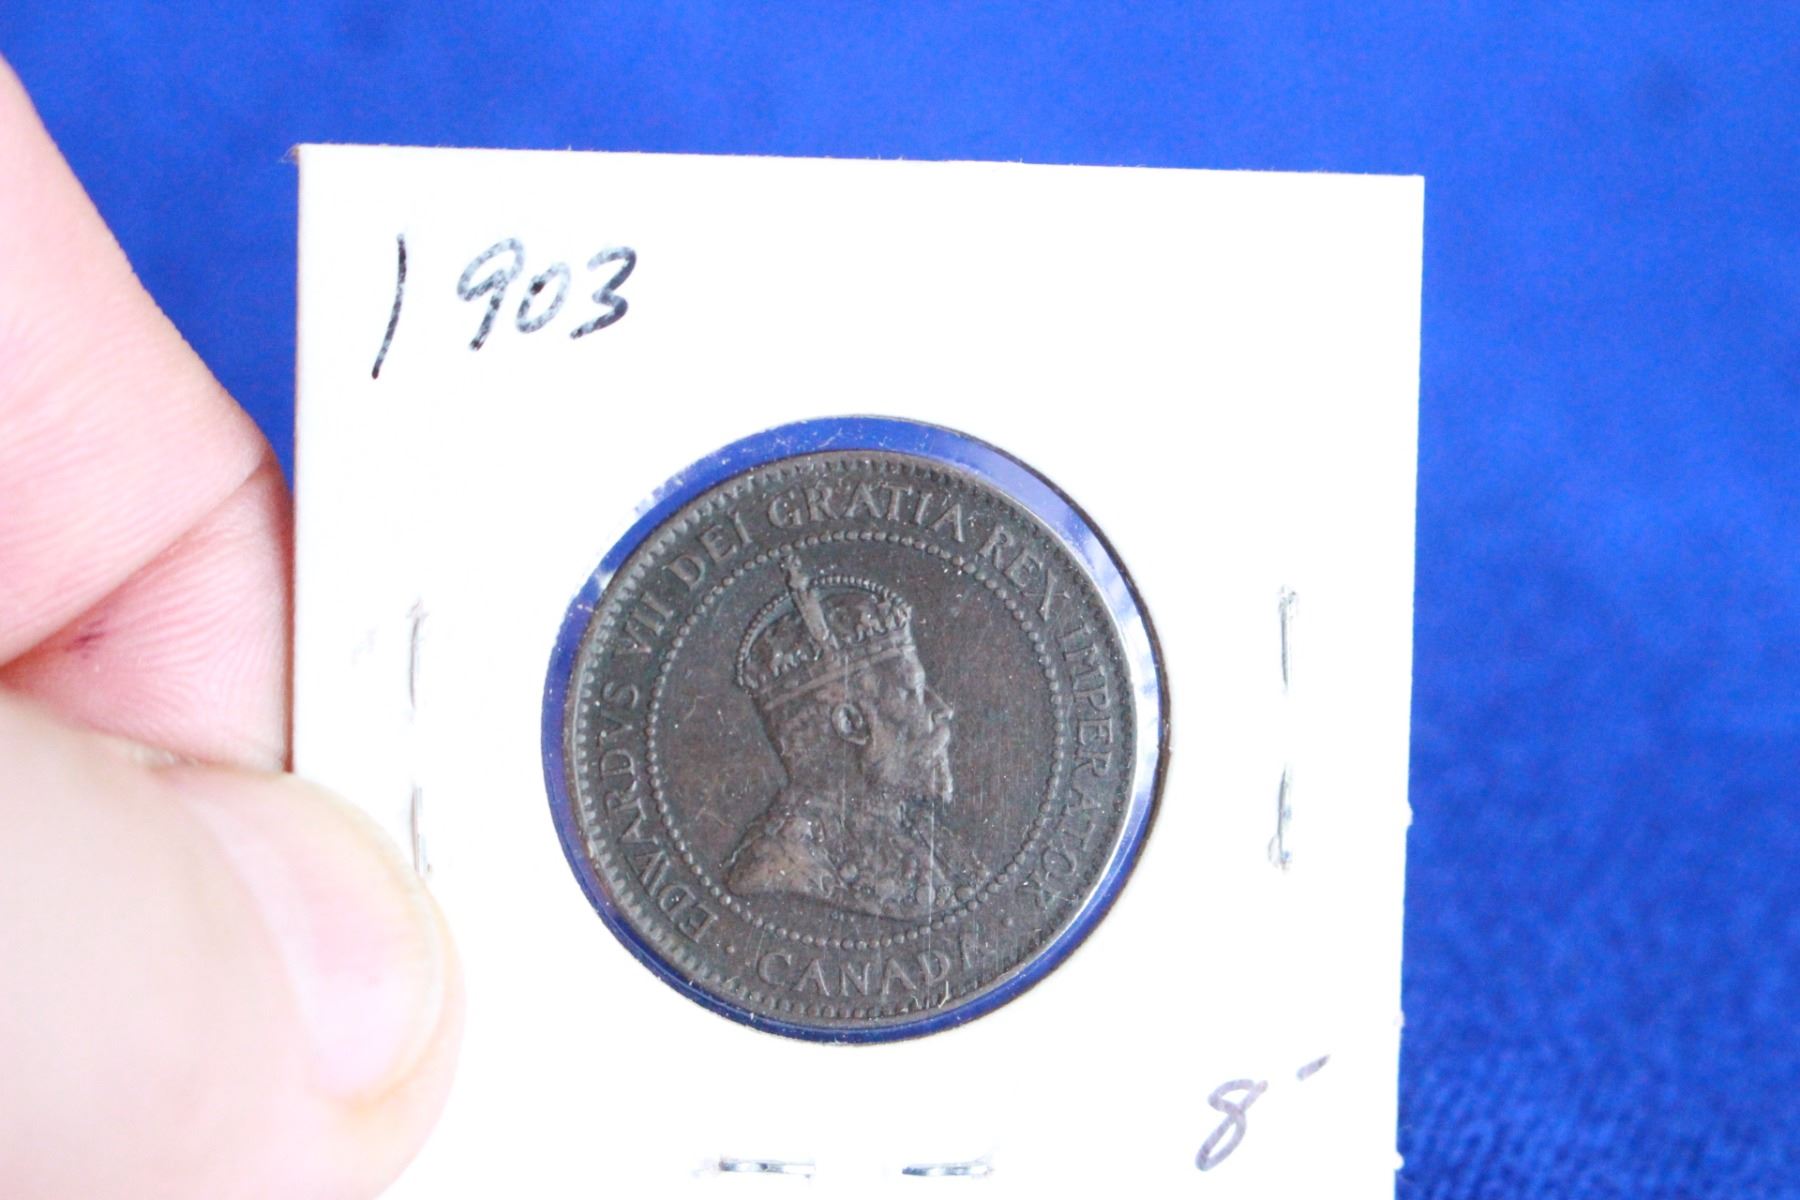 1903
EDWARDVS VII DEI GRATIA REX IMPERATOR
CANADA
8-